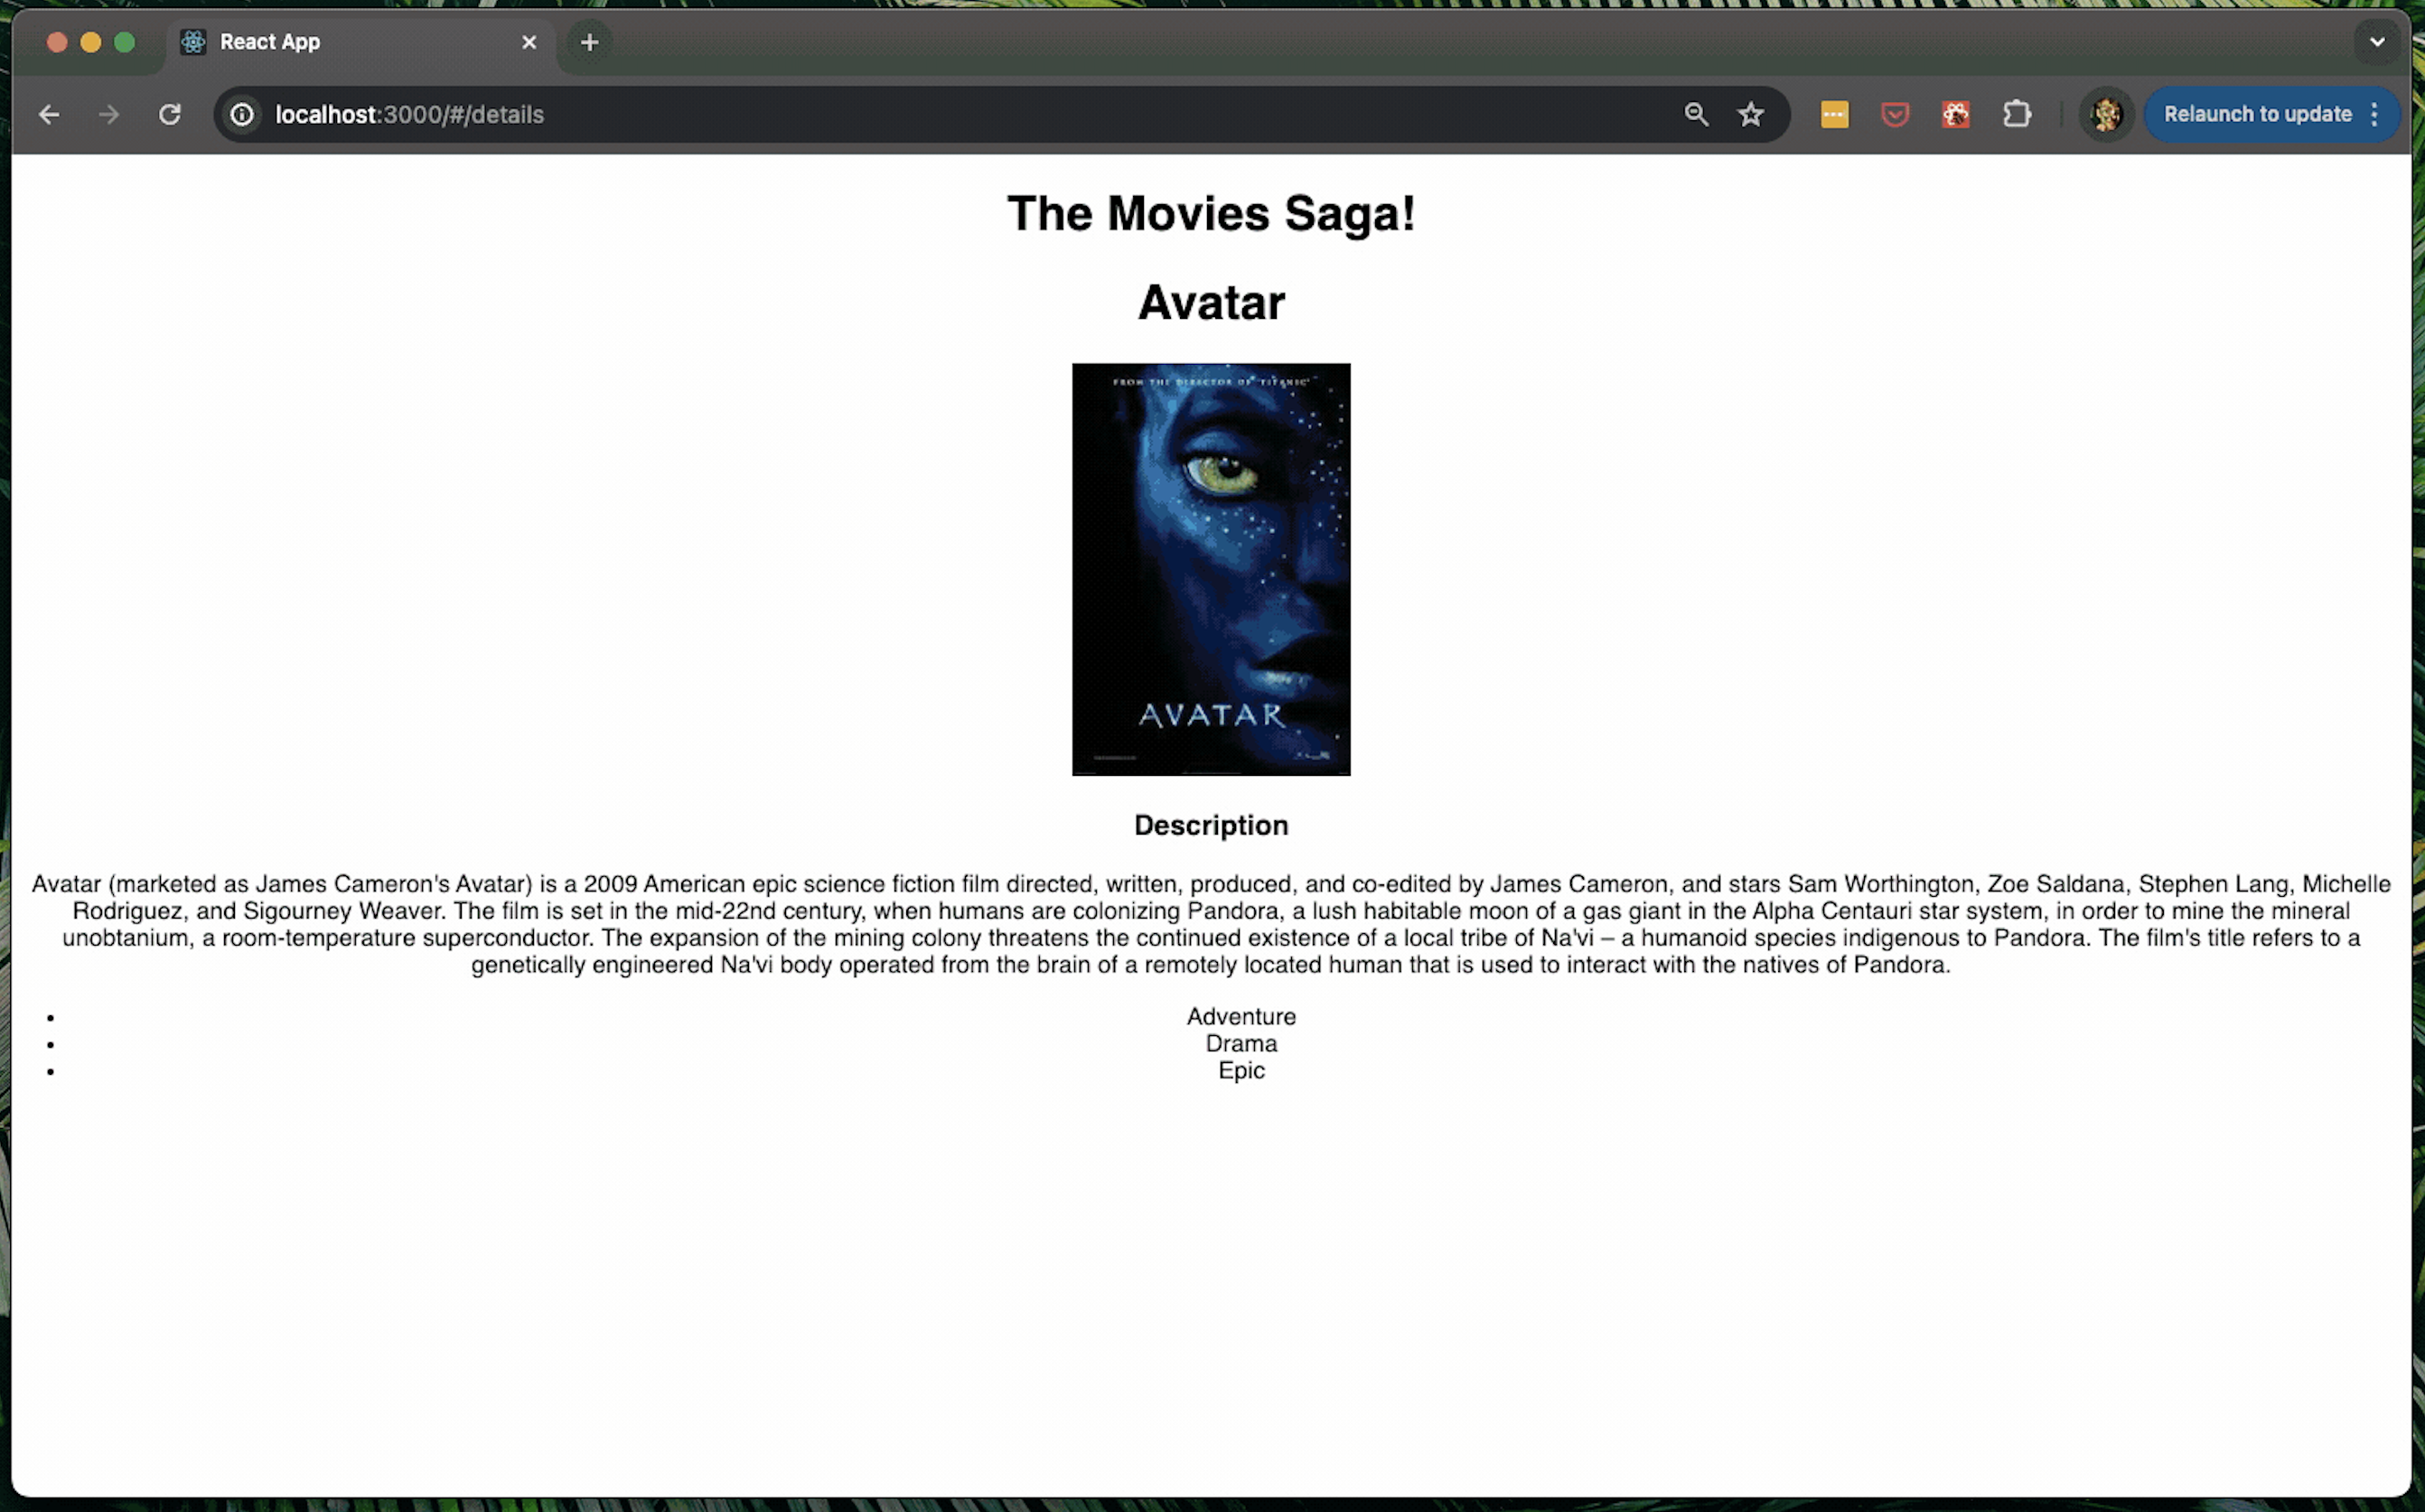 React App
localhost:3000/#/details
Relaunch to update
The Movies Saga!
Avatar
FROM THE DIRECTOR OF 'TITANIC'
AVATAR
Description
Avatar (marketed as James Cameron's Avatar) is a 2009 American epic science fiction film directed, written, produced, and co-edited by James Cameron, and stars Sam Worthington, Zoe Saldana, Stephen Lang, Michelle
Rodriguez, and Sigourney Weaver. The film is set in the mid-22nd century, when humans are colonizing Pandora, a lush habitable moon of a gas giant in the Alpha Centauri star system, in order to mine the mineral
unobtanium, a room-temperature superconductor. The expansion of the mining colony threatens the continued existence of a local tribe of Na'vi – a humanoid species indigenous to Pandora. The film's title refers to a
genetically engineered Na'vi body operated from the brain of a remotely located human that is used to interact with the natives of Pandora.
• Adventure
• Drama
• Epic